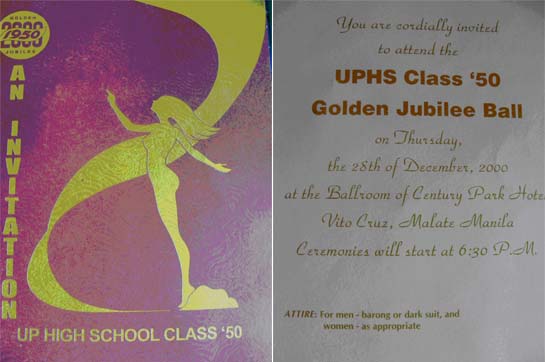 GOLDEN
2000
1950
JUBILEE
AN INVITATION
UP HIGH SCHOOL CLASS '50
You are cordially invited
to attend the
UPHS Class ‘50
Golden Jubilee Ball
on Thursday,
the 28th of December, 2000
at the Ballroom of Century Park Hote
Vito Cruz, Malate Manila
Ceremonies will start at 6:30 P.M.
ATTIRE: For men - barong or dark suit, and
women - as appropriate